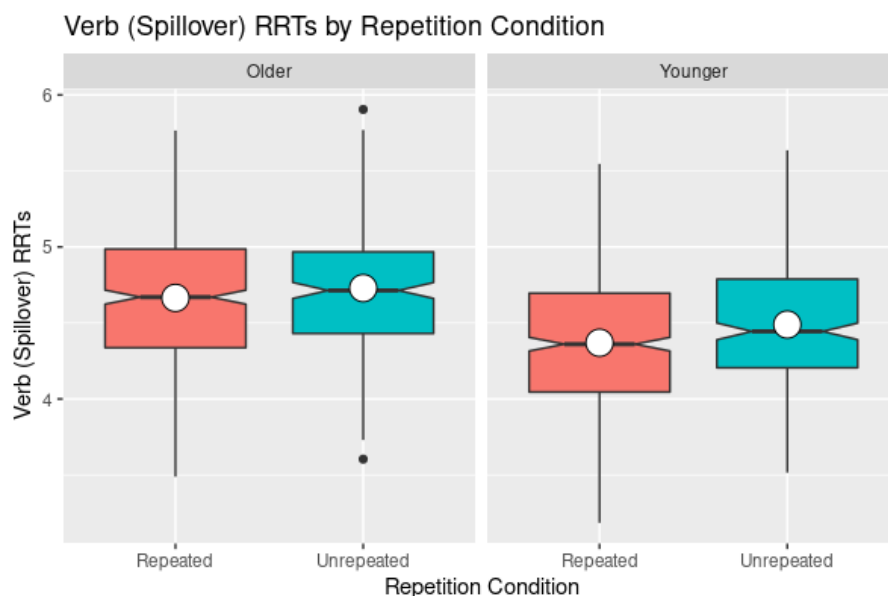 Verb (Spillover) RRTs by Repetition Condition
Older
Younger
Verb (Spillover) RRTs
6
5
4
Repeated
Unrepeated
Repeated
Unrepeated
Repetition Condition